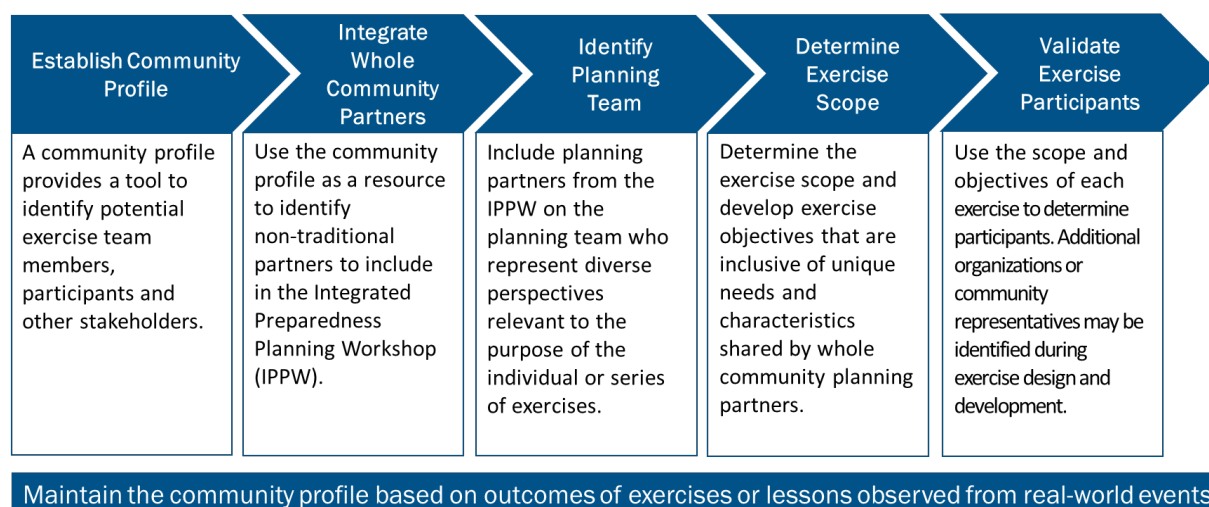 Establish Community
Profile
Integrate
Whole
Community
Partners
Identify
Planning
Team
Determine
Exercise
Scope
Validate
Exercise
Participants
A community profile
provides a tool to
identify potential
exercise team
members,
participants and
other stakeholders.
Use the community
profile as a resource
to identify
non-traditional
partners to include
in the Integrated
Preparedness
Planning Workshop
(IPPW).
Include planning
partners from the
IPPW on the
planning team who
represent diverse
perspectives
relevant to the
purpose of the
individual or series
of exercises.
Determine the
exercise scope and
develop exercise
objectives that are
inclusive of unique
needs and
characteristics
shared by whole
community planning
partners.
Use the scope and
objectives of each
exercise to determine
participants. Additional
organizations or
community
representatives may be
identified during
exercise design and
development.
Maintain the community profile based on outcomes of exercises or lessons observed from real-world events